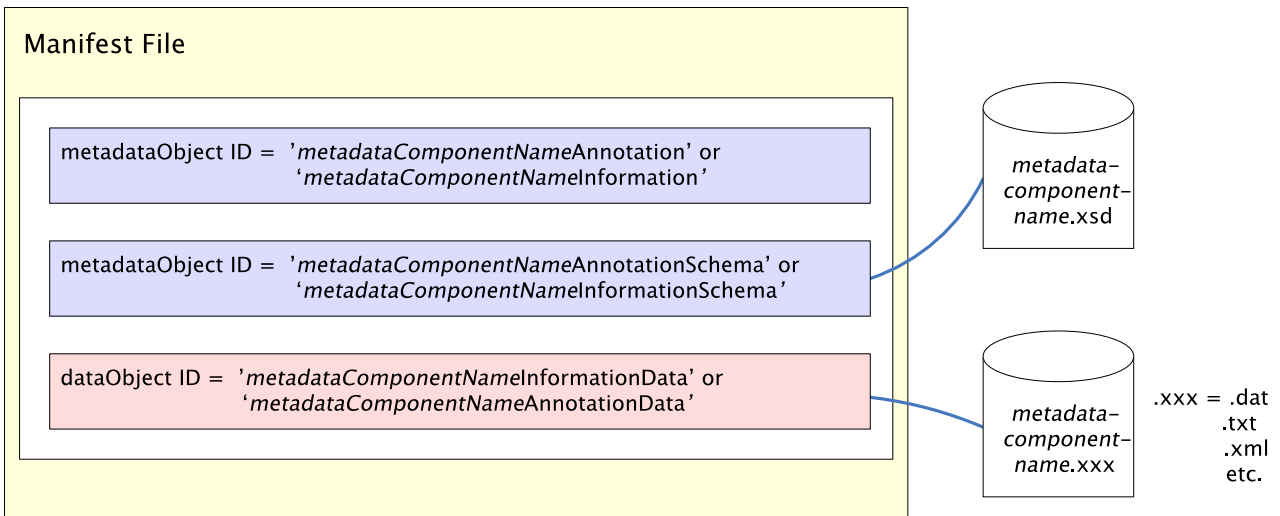 Manifest File
metadataObject ID = ’metadataComponentNameAnnotation’ or
‘metadataComponentNameInformation’
metadataObject ID = ’metadataComponentNameAnnotationSchema’ or
‘metadataComponentNameInformationSchema’
dataObject ID = ’metadataComponentNameInformationData’ or
‘metadataComponentNameAnnotationData’
metadata-
component-
name.xsd
metadata-
component-
name.xxx
.xxx = .dat
.txt
.xml
etc.